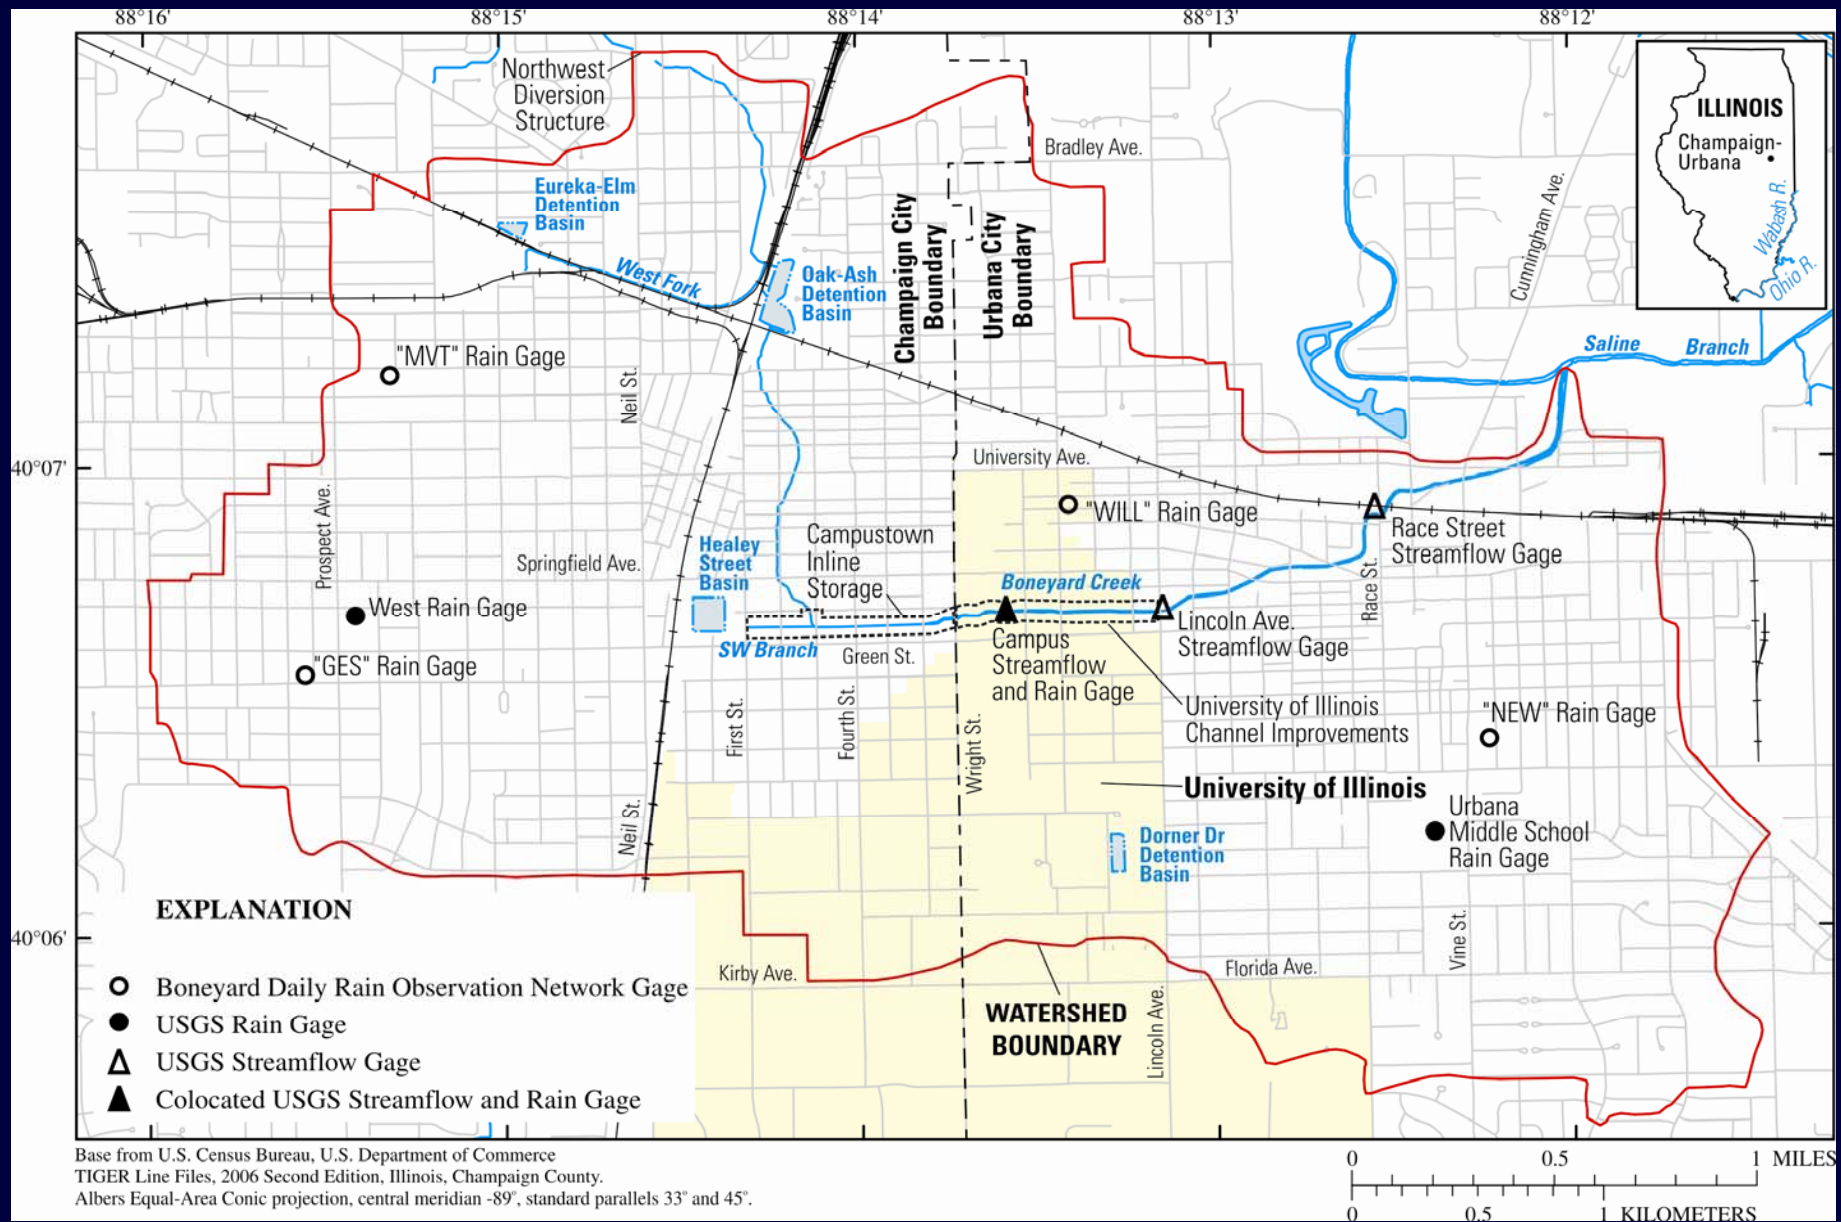 88°16'
88°15'
88°14'
88°13'
88°12'
Northwest
Diversion
Structure
Bradley Ave.
Cunningham Ave.
ILLINOIS
Champaign-
Urbana
Wabash R.
Ohio R.
Eureka-Elm
Detention
Basin
West Fork
Oak-Ash
Detention
Basin
Champaign City
Boundary
Urbana City
Boundary
Saline Branch
"MVT" Rain Gage
Neil St.
40°07'
University Ave.
Prospect Ave.
"WILL" Rain Gage
Race Street
Streamflow Gage
Springfield Ave.
Healey
Street
Basin
Campustown
Inline
Storage
Boneyard Creek
Race St.
West Rain Gage
SW Branch
Green St.
Campus
Streamflow
and Rain Gage
Lincoln Ave.
Streamflow Gage
"GES" Rain Gage
First St.
Fourth St.
Wright St.
University of Illinois
Channel Improvements
"NEW" Rain Gage
University of Illinois
Neil St.
Urbana
Middle School
Rain Gage
Dorner Dr
Detention
Basin
40°06'
Kirby Ave.
Florida Ave.
Vine St.
Lincoln Ave.
WATERSHED
BOUNDARY
EXPLANATION
Boneyard Daily Rain Observation Network Gage
USGS Rain Gage
USGS Streamflow Gage
Colocated USGS Streamflow and Rain Gage
Base from U.S. Census Bureau, U.S. Department of Commerce
TIGER Line Files, 2006 Second Edition, Illinois, Champaign County.
Albers Equal-Area Conic projection, central meridian -89°, standard parallels 33° and 45°.
0 0.5 1 MILES
0 0.5 1 KILOMETERS